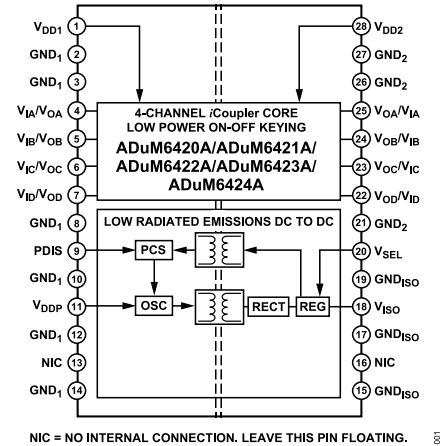 VDD1 1 28 VDD2
GND1 2 27 GND2
GND1 3 26 GND2
4-CHANNEL iCoupler CORE
LOW POWER ON-OFF KEYING
VIA/VOA 4 25 VOA/VIA
ADuM6420A/ADuM6421A/
VIB/VOB 5 24 VOB/VIB
ADuM6422A/ADuM6423A/
VIC/VOC 6 23 VOC/VIC
ADuM6424A
VID/VOD 7 22 VOD/VID
GND1 8 21 GND2
LOW RADIATED EMISSIONS DC TO DC
PDIS 9 PCS 20 VSEL
GND1 10 19 GNDISO
VDDP 11 OSC RECT REG 18 VISO
GND1 12 17 GNDISO
NIC 13 16 NIC
GND1 14 15 GNDISO
NIC = NO INTERNAL CONNECTION. LEAVE THIS PIN FLOATING.
001